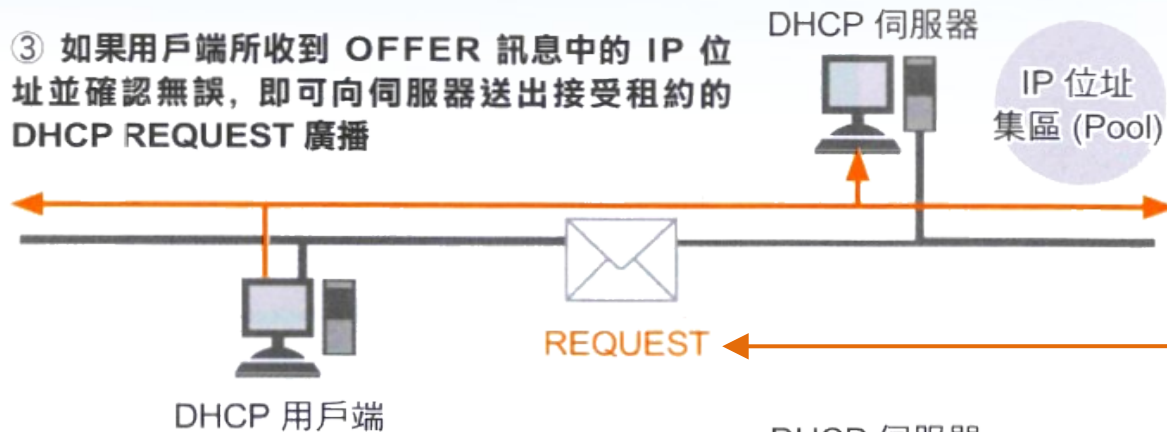 ③ 如果用戶端所收到 OFFER 訊息中的 IP 位
址並確認無誤, 即可向伺服器送出接受租約的
DHCP REQUEST 廣播
DHCP 伺服器
IP 位址
集區 (Pool)
REQUEST
DHCP 用戶端